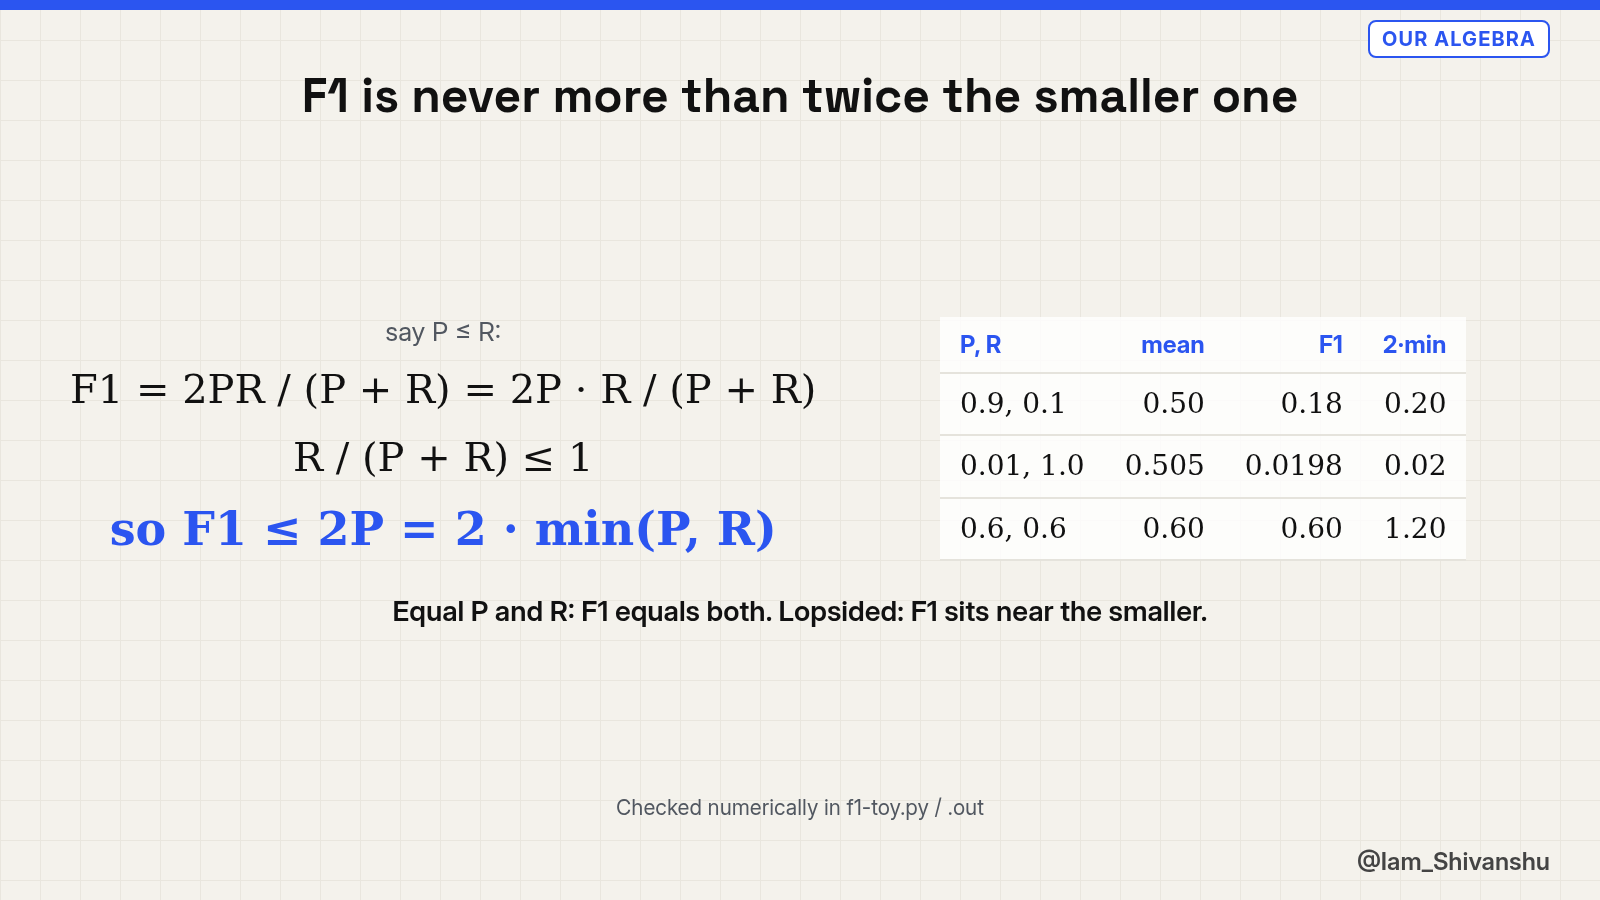 OUR ALGEBRA
F1 is never more than twice the smaller one
say P ≤ R:
F1 = 2PR / (P + R) = 2P · R / (P + R)
R / (P + R) ≤ 1
so F1 ≤ 2P = 2 · min(P, R)
P, R mean F1 2·min
0.9, 0.1 0.50 0.18 0.20
0.01, 1.0 0.505 0.0198 0.02
0.6, 0.6 0.60 0.60 1.20
Equal P and R: F1 equals both. Lopsided: F1 sits near the smaller.
Checked numerically in f1-toy.py / .out
@Iam_Shivanshu